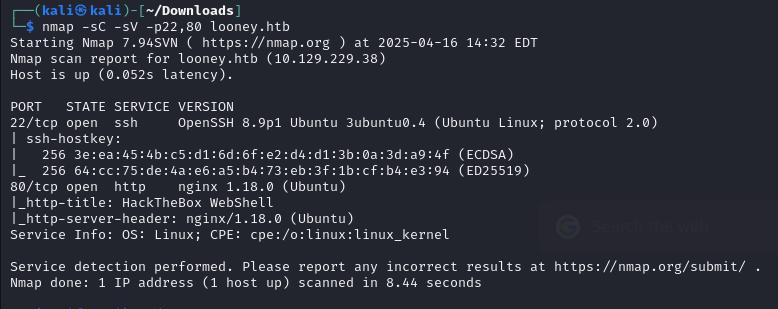 ┌──(kali㉿kali)-[~/Downloads]
└─$ nmap -sC -sV -p22,80 looney.htb
Starting Nmap 7.94SVN ( https://nmap.org ) at 2025-04-16 14:32 EDT
Nmap scan report for looney.htb (10.129.229.38)
Host is up (0.052s latency).

PORT   STATE SERVICE VERSION
22/tcp open  ssh     OpenSSH 8.9p1 Ubuntu 3ubuntu0.4 (Ubuntu Linux; protocol 2.0)
| ssh-hostkey:
|   256 3e:ea:45:4b:c5:d1:6d:6f:e2:d4:d1:3b:0a:3d:a9:4f (ECDSA)
|_  256 64:cc:75:de:4a:e6:a5:b4:73:eb:3f:1b:cf:b4:e3:94 (ED25519)
80/tcp open  http    nginx 1.18.0 (Ubuntu)
|_http-title: HackTheBox WebShell
|_http-server-header: nginx/1.18.0 (Ubuntu)
Search the web
Service Info: OS: Linux; CPE: cpe:/o:linux:linux_kernel

Service detection performed. Please report any incorrect results at https://nmap.org/submit/ .
Nmap done: 1 IP address (1 host up) scanned in 8.44 seconds